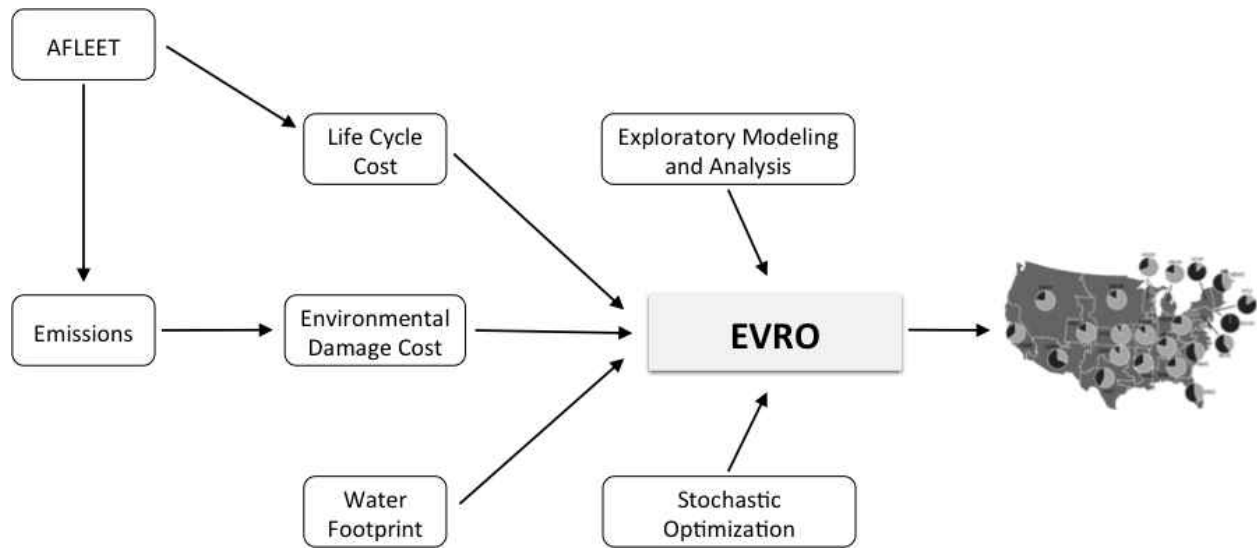 AFLEET
Life Cycle
Cost
Exploratory Modeling
and Analysis
Emissions
Environmental
Damage Cost
EVRO
Water
Footprint
Stochastic
Optimization